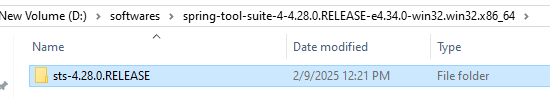 New Volume (D:) > softwares > spring-tool-suite-4-4.28.0.RELEASE-e4.34.0-win32.win32.x86_64 >
Name Date modified Type
sts-4.28.0.RELEASE 2/9/2025 12:21 PM File folder